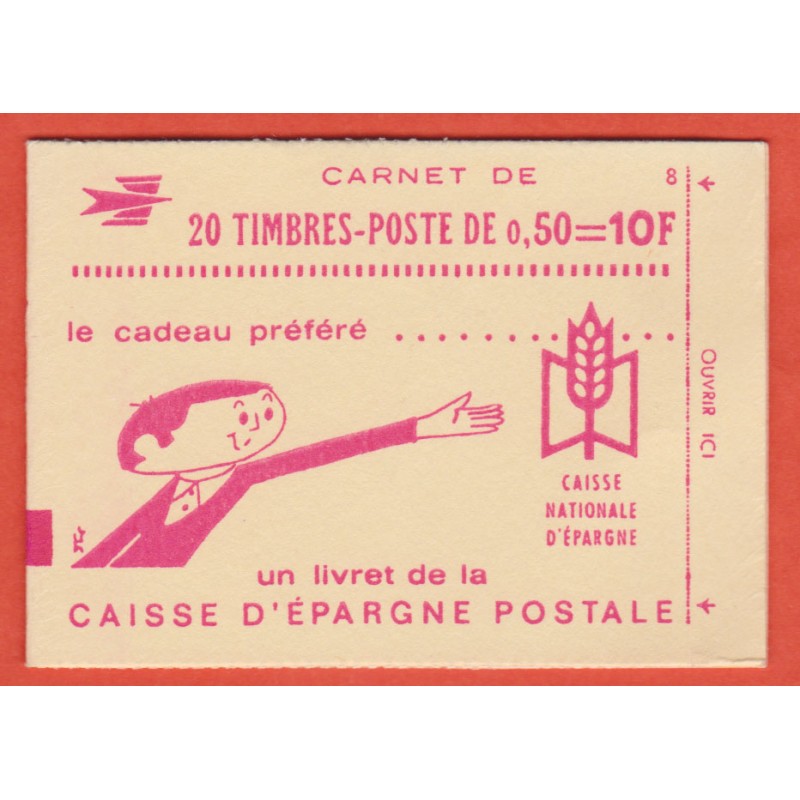 CARNET DE 8
20 TIMBRES-POSTE DE 0,50=10F
le cadeau préféré ............
CAISSE
NATIONALE
D'ÉPARGNE
un livret de la
CAISSE D'ÉPARGNE POSTALE
OUVRIR ICI